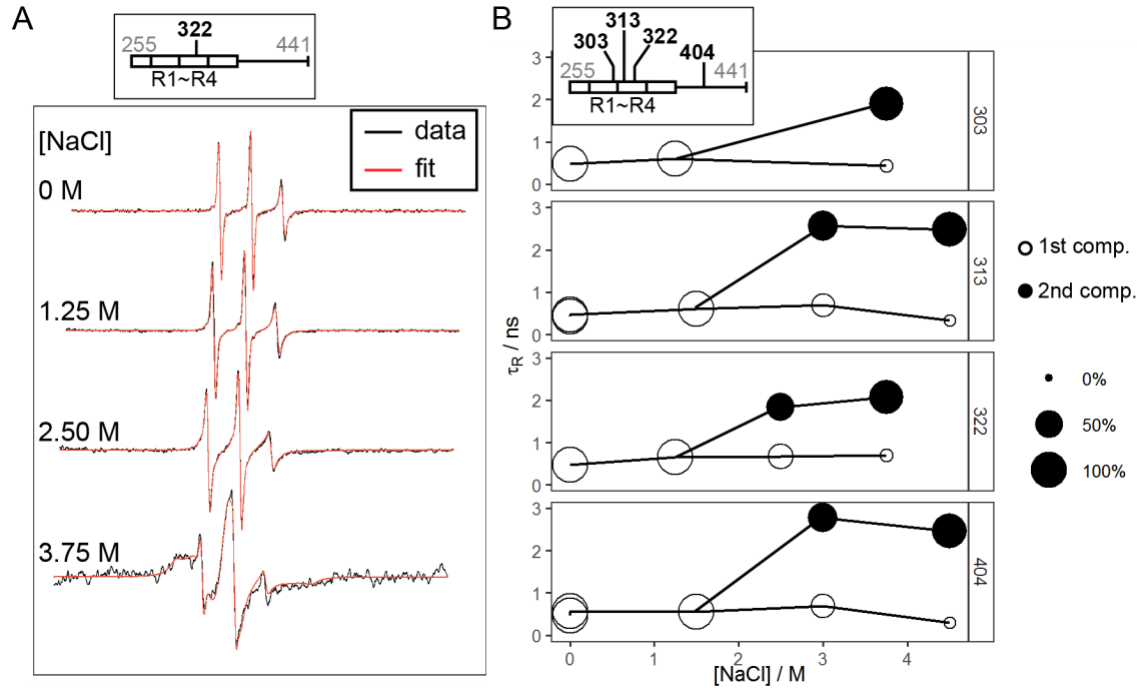 A
322
255
441
R1~R4
[NaCl]
data
fit
0 M
1.25 M
2.50 M
3.75 M
B
313
303
322
404
255
441
R1~R4
3
2
1
0
303
3
2
1
0
313
3
2
1
0
322
3
2
1
0
404
τR / ns
0 1 2 3 4
[NaCl] / M
1st comp.
2nd comp.
0%
50%
100%